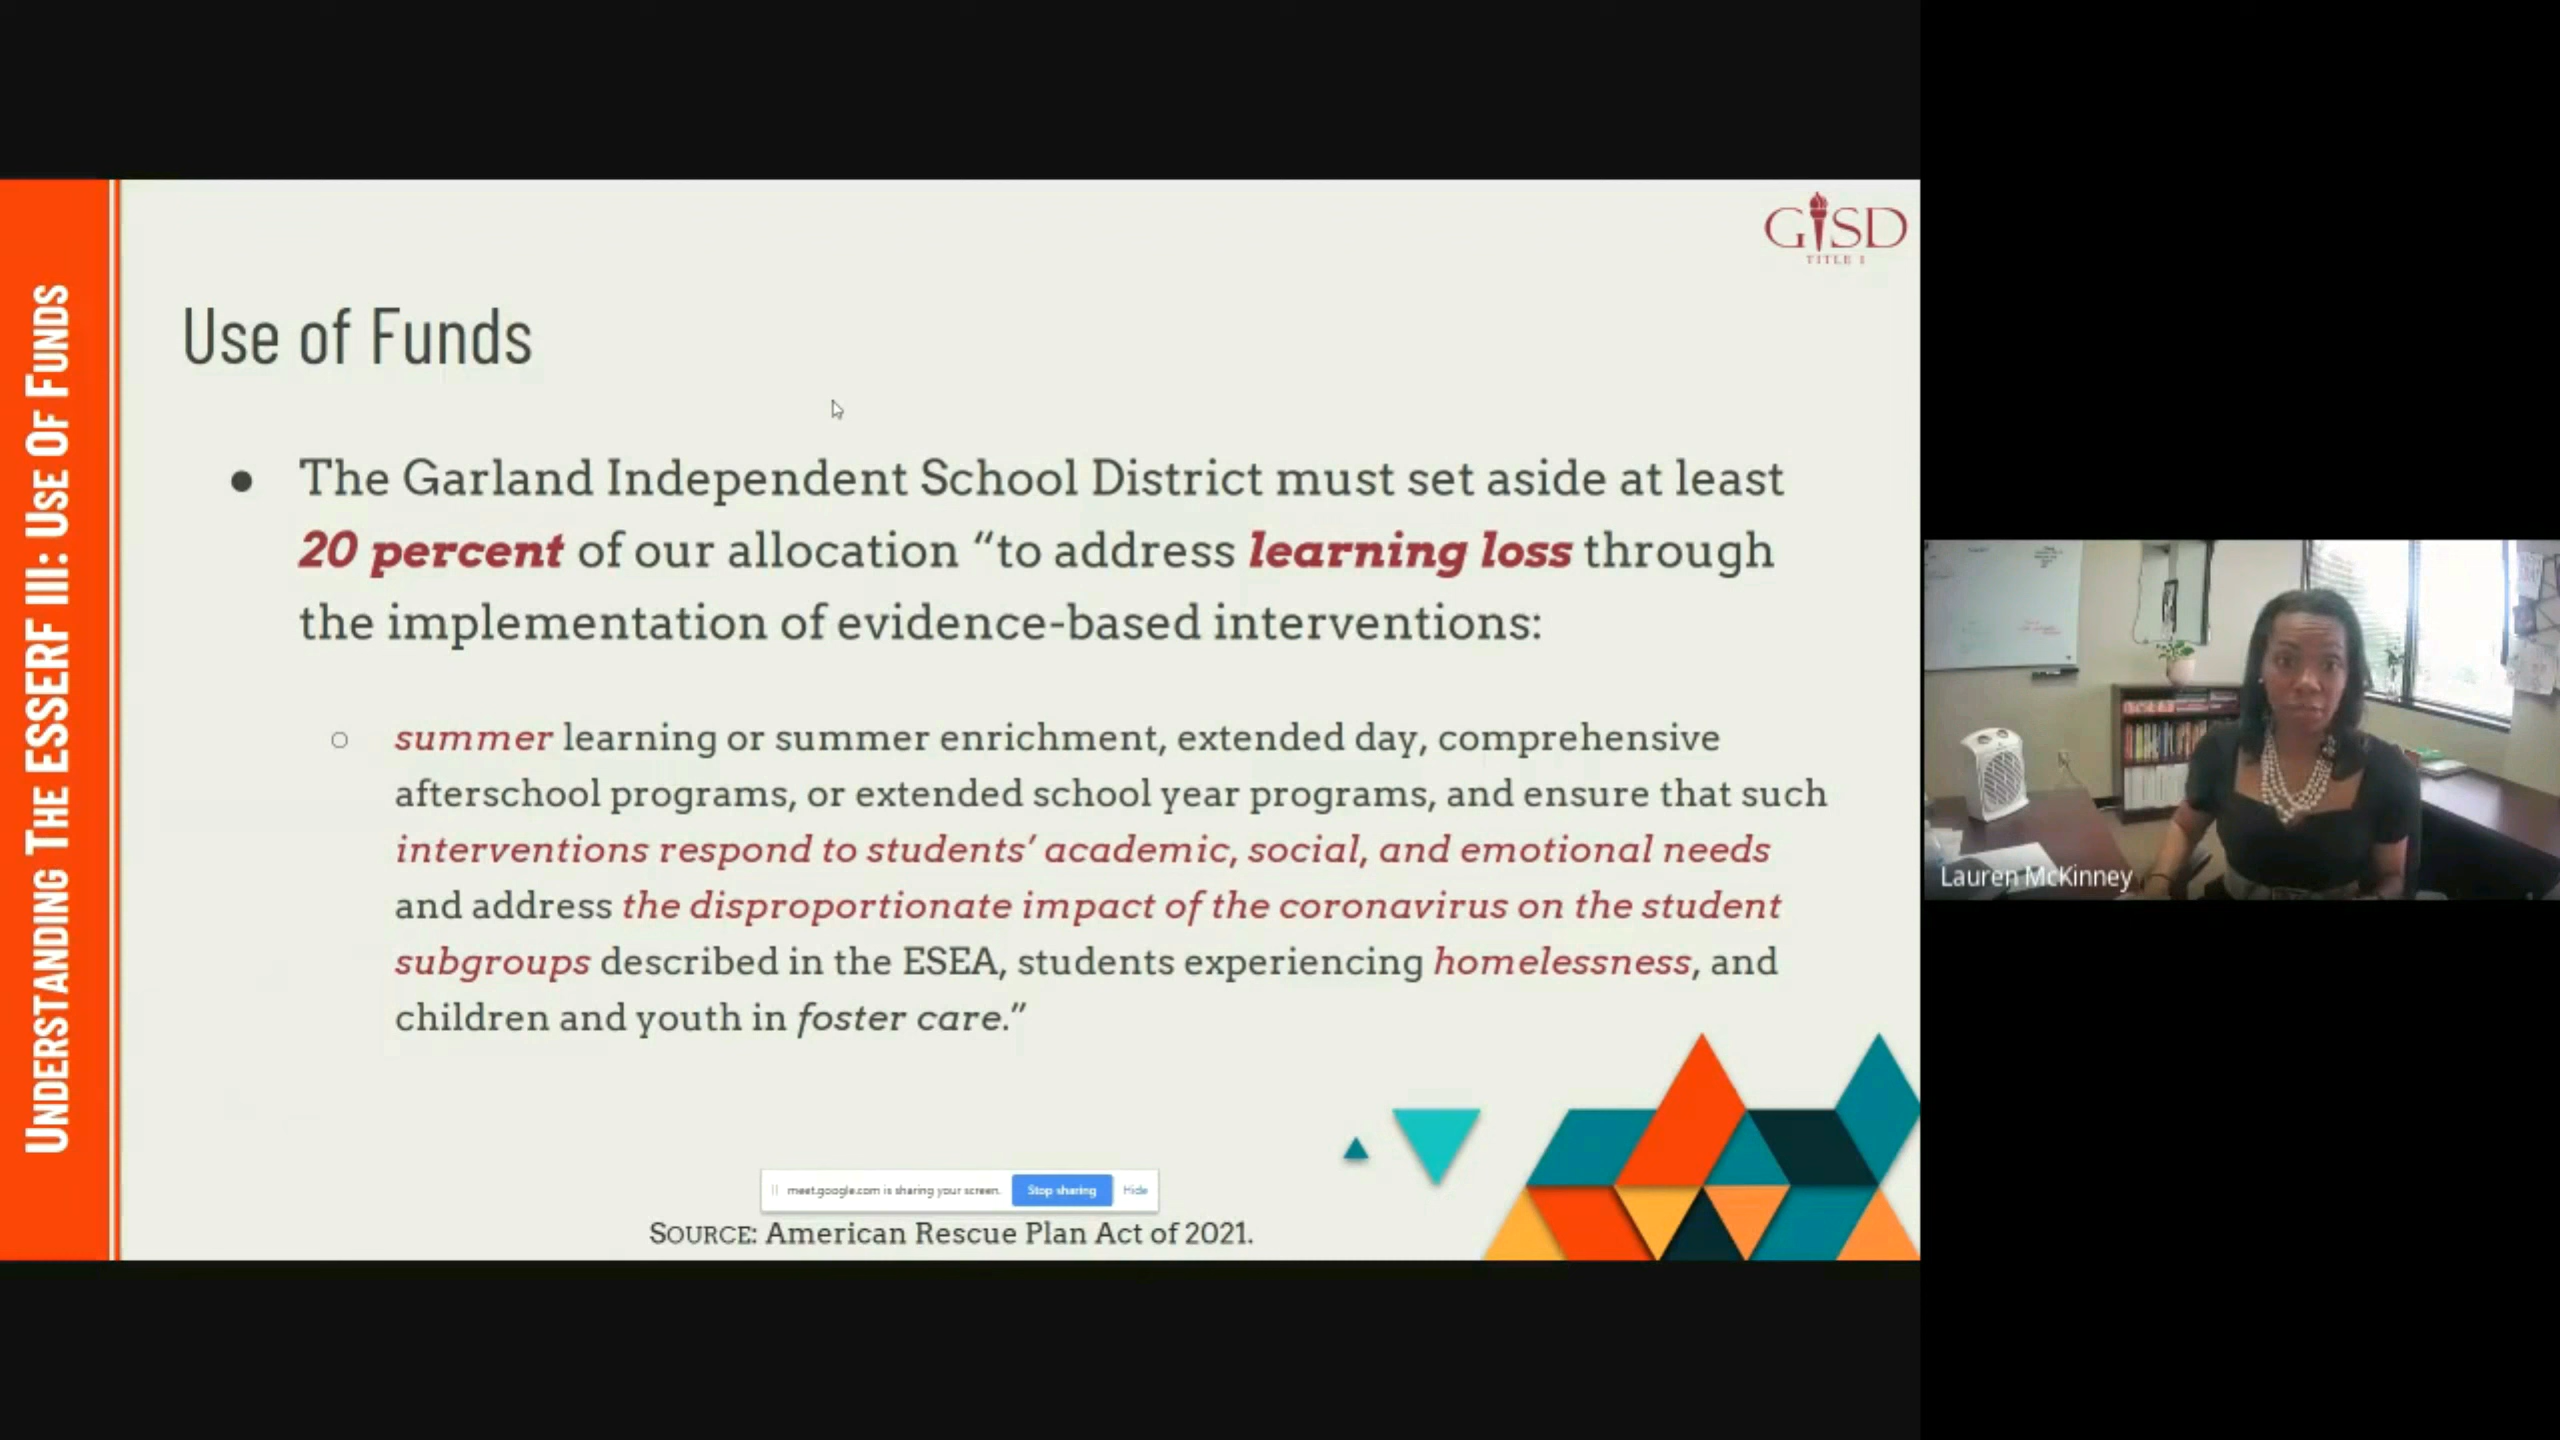 UNDERSTANDING THE ESSERF III: USE OF FUNDS
GISD
TITLE I
Use of Funds
● The Garland Independent School District must set aside at least
20 percent of our allocation “to address learning loss through
the implementation of evidence-based interventions:
○ summer learning or summer enrichment, extended day, comprehensive
afterschool programs, or extended school year programs, and ensure that such
interventions respond to students’ academic, social, and emotional needs
and address the disproportionate impact of the coronavirus on the student
subgroups described in the ESEA, students experiencing homelessness, and
children and youth in foster care.”
meet.google.com is sharing your screen. Stop sharing Hide
SOURCE: American Rescue Plan Act of 2021.
Lauren McKinney